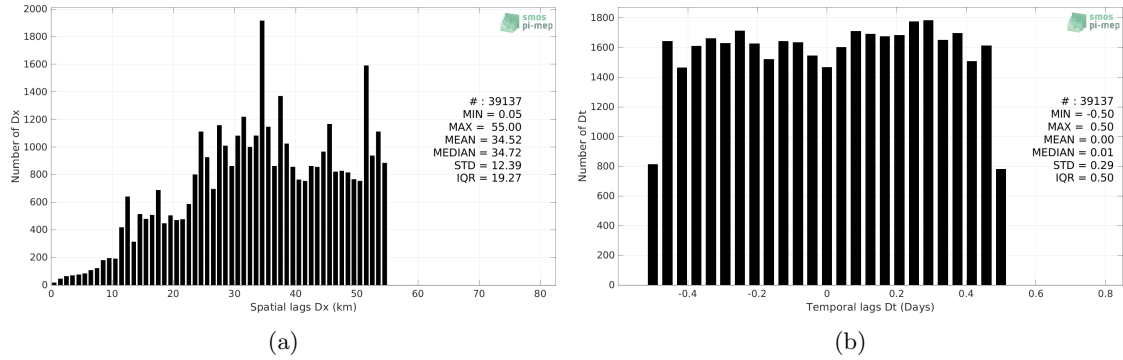 2000
1800
1600
1400
1200
1000
800
600
400
200
0
Number of Dx
0 10 20 30 40 50 60 70 80
Spatial lags Dx (km)
smos
pi-mep
# : 39137
MIN = 0.05
MAX = 55.00
MEAN = 34.52
MEDIAN = 34.72
STD = 12.39
IQR = 19.27
(a)
1800
1600
1400
1200
1000
800
600
400
200
0
Number of Dt
-0.4 -0.2 0 0.2 0.4 0.6 0.8
Temporal lags Dt (Days)
smos
pi-mep
# : 39137
MIN = -0.50
MAX = 0.50
MEAN = 0.00
MEDIAN = 0.01
STD = 0.29
IQR = 0.50
(b)